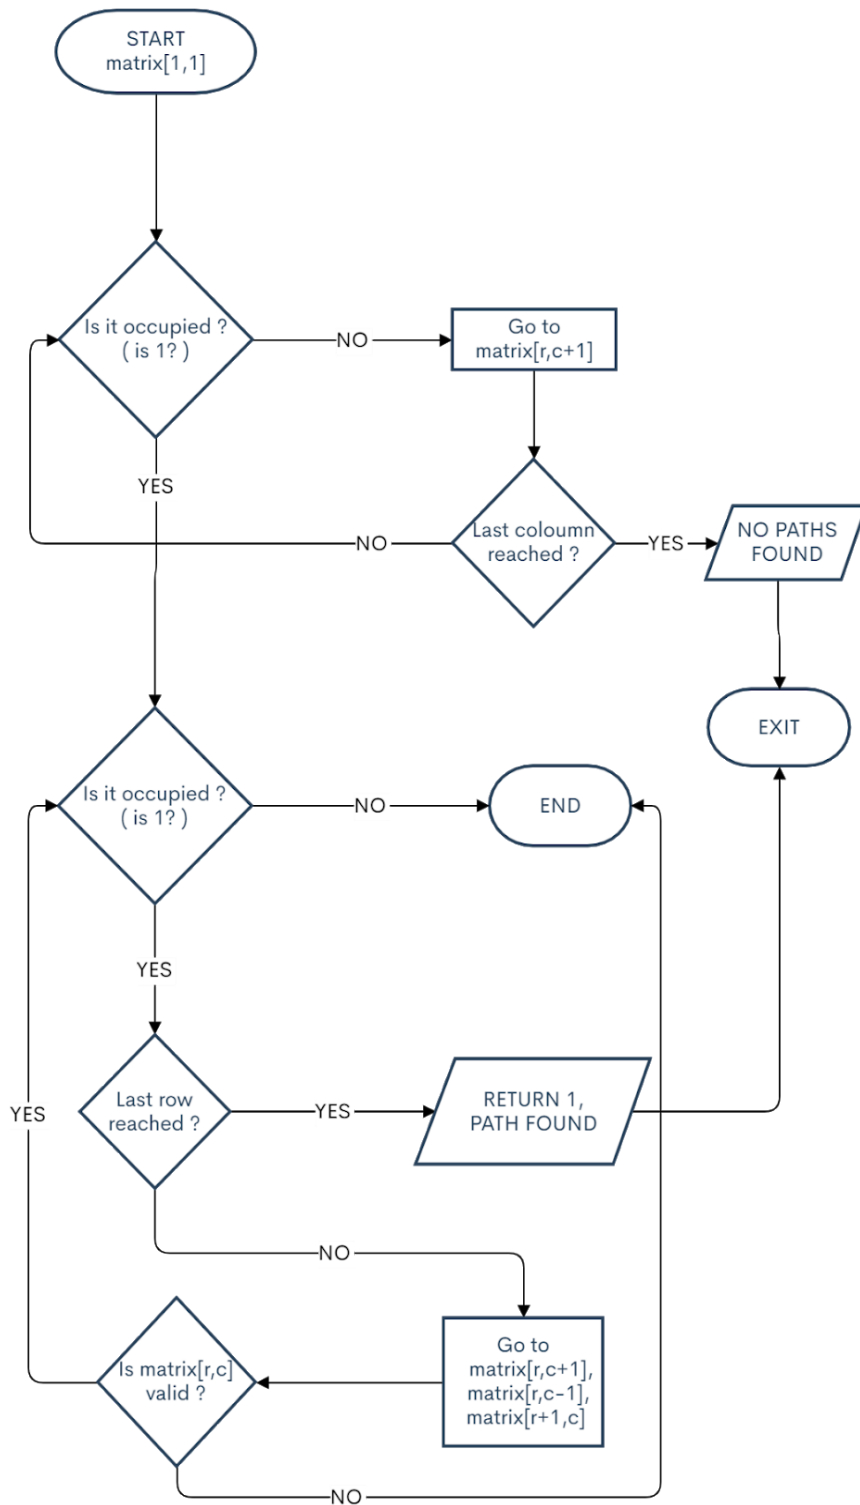 START
matrix[1,1]
Is it occupied ?
( is 1? )
NO
Go to
matrix[r,c+1]
YES
NO
Last coloumn
reached ?
YES
NO PATHS
FOUND
EXIT
Is it occupied ?
( is 1? )
NO
END
YES
Last row
reached ?
YES
RETURN 1,
PATH FOUND
YES
NO
Is matrix[r,c]
valid ?
Go to
matrix[r,c+1],
matrix[r,c-1],
matrix[r+1,c]
NO